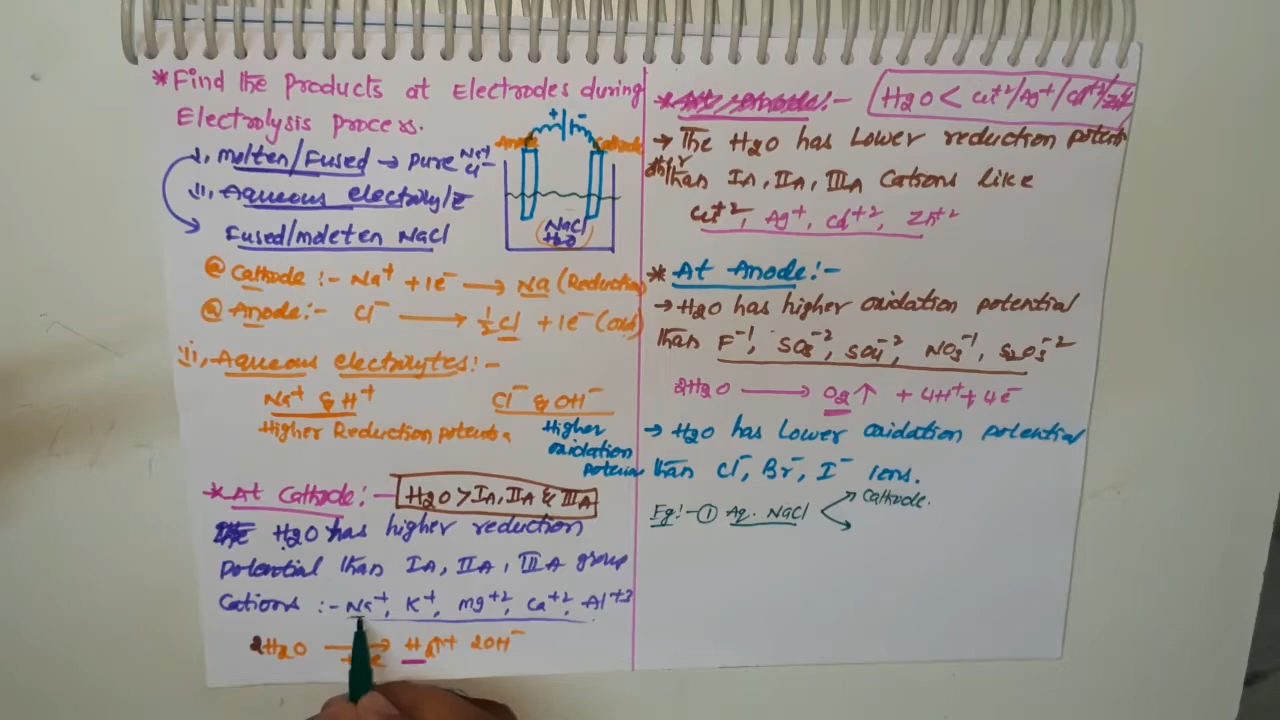 *Find the Products at Electrodes during
Electrolysis process.
i, molten/Fused → pure Na+ Cl-
ii, Aqueous electrolyte
Fused/moleten NaCl
+ -
Anode Cathode
NaCl
H2O
@ Cathode :- Na+ + 1e- → Na (Reduction
@ Anode:- Cl- → 1/2 Cl + 1e- (oxd)
ii, Aqueous electrolytes:-
Na+ & H+ Cl- & OH-
Higher Reduction potential
Higher
oxidation
potential
*At Cathode:- H2O > IA, IIA & IIIA
H2O has higher reduction
potential than IA, IIA, IIIA group
Cations :- Na+, K+, mg+2, Ca+2, Al+3
2H2O → H2↑+ 2OH-
H2O < Cu+2/Ag+/Cd+2/Zn+2
→ The H2O has Lower reduction potent
than IA, IIA, IIIA Cations like
Cu+2, Ag+, Cd+2, Zn+2
* At Anode:-
→ H2O has higher oxidation potential
than F-1, SO3-2, SO4-2, NO3-1, S2O3-2
2H2O → O2↑ + 4H+ + 4e-
→ H2O has Lower oxidation potential
than Cl-, Br-, I- ions.
Eg:- ① Aq. NaCl
Cathode.